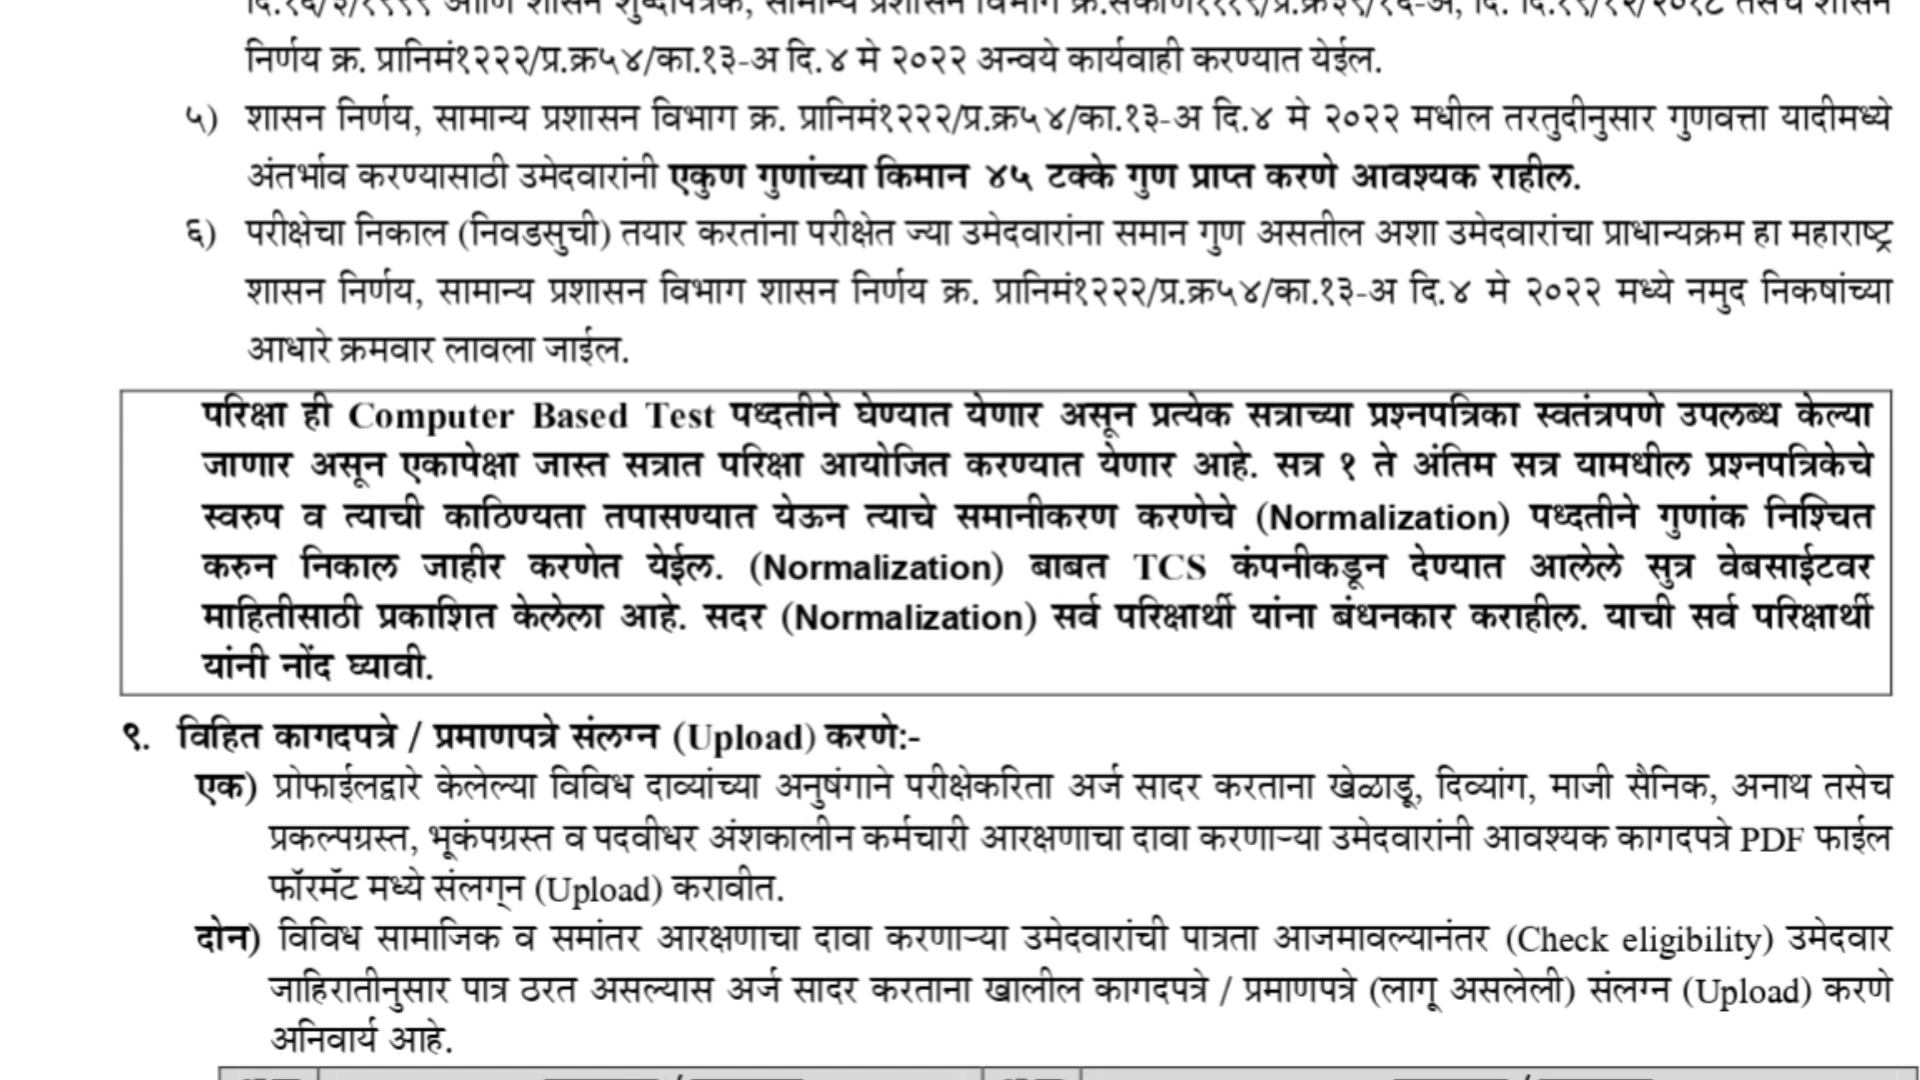 निर्णय क्र. प्रानिमं१२२२/प्र.क्र५४/का.१३-अ दि.४ मे २०२२ अन्वये कार्यवाही करण्यात येईल.
५) शासन निर्णय, सामान्य प्रशासन विभाग क्र. प्रानिमं१२२२/प्र.क्र५४/का.१३-अ दि.४ मे २०२२ मधील तरतुदीनुसार गुणवत्ता यादीमध्ये
अंतर्भाव करण्यासाठी उमेदवारांनी एकुण गुणांच्या किमान ४५ टक्के गुण प्राप्त करणे आवश्यक राहील.
६) परीक्षेचा निकाल (निवडसुची) तयार करतांना परीक्षेत ज्या उमेदवारांना समान गुण असतील अशा उमेदवारांचा प्राधान्यक्रम हा महाराष्ट्र
शासन निर्णय, सामान्य प्रशासन विभाग शासन निर्णय क्र. प्रानिमं१२२२/प्र.क्र५४/का.१३-अ दि.४ मे २०२२ मध्ये नमुद निकषांच्या
आधारे क्रमवार लावला जाईल.
परिक्षा ही Computer Based Test पध्दतीने घेण्यात येणार असून प्रत्येक सत्राच्या प्रश्नपत्रिका स्वतंत्रपणे उपलब्ध केल्या
जाणार असून एकापेक्षा जास्त सत्रात परिक्षा आयोजित करण्यात येणार आहे. सत्र १ ते अंतिम सत्र यामधील प्रश्नपत्रिकेचे
स्वरुप व त्याची काठिण्यता तपासण्यात येऊन त्याचे समानीकरण करणेचे (Normalization) पध्दतीने गुणांक निश्चित
करुन निकाल जाहीर करणेत येईल. (Normalization) बाबत TCS कंपनीकडून देण्यात आलेले सुत्र वेबसाईटवर
माहितीसाठी प्रकाशित केलेला आहे. सदर (Normalization) सर्व परिक्षार्थी यांना बंधनकार कराहील. याची सर्व परिक्षार्थी
यांनी नोंद घ्यावी.
९. विहित कागदपत्रे / प्रमाणपत्रे संलग्न (Upload) करणे:-
एक) प्रोफाईलद्वारे केलेल्या विविध दाव्यांच्या अनुषंगाने परीक्षेकरिता अर्ज सादर करताना खेळाडू, दिव्यांग, माजी सैनिक, अनाथ तसेच
प्रकल्पग्रस्त, भूकंपग्रस्त व पदवीधर अंशकालीन कर्मचारी आरक्षणाचा दावा करणाऱ्या उमेदवारांनी आवश्यक कागदपत्रे PDF फाईल
फॉरमॅट मध्ये संलग्‌न (Upload) करावीत.
दोन) विविध सामाजिक व समांतर आरक्षणाचा दावा करणाऱ्या उमेदवारांची पात्रता आजमावल्यानंतर (Check eligibility) उमेदवार
जाहिरातीनुसार पात्र ठरत असल्यास अर्ज सादर करताना खालील कागदपत्रे / प्रमाणपत्रे (लागू असलेली) संलग्न (Upload) करणे
अनिवार्य आहे.